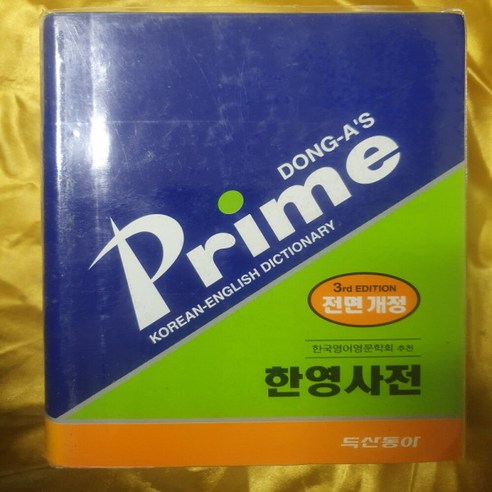 DONG-A'S
Prime
KOREAN-ENGLISH DICTIONARY
3rd EDITION
전면개정
한국영어영문학회 추천
한영사전
두산동아